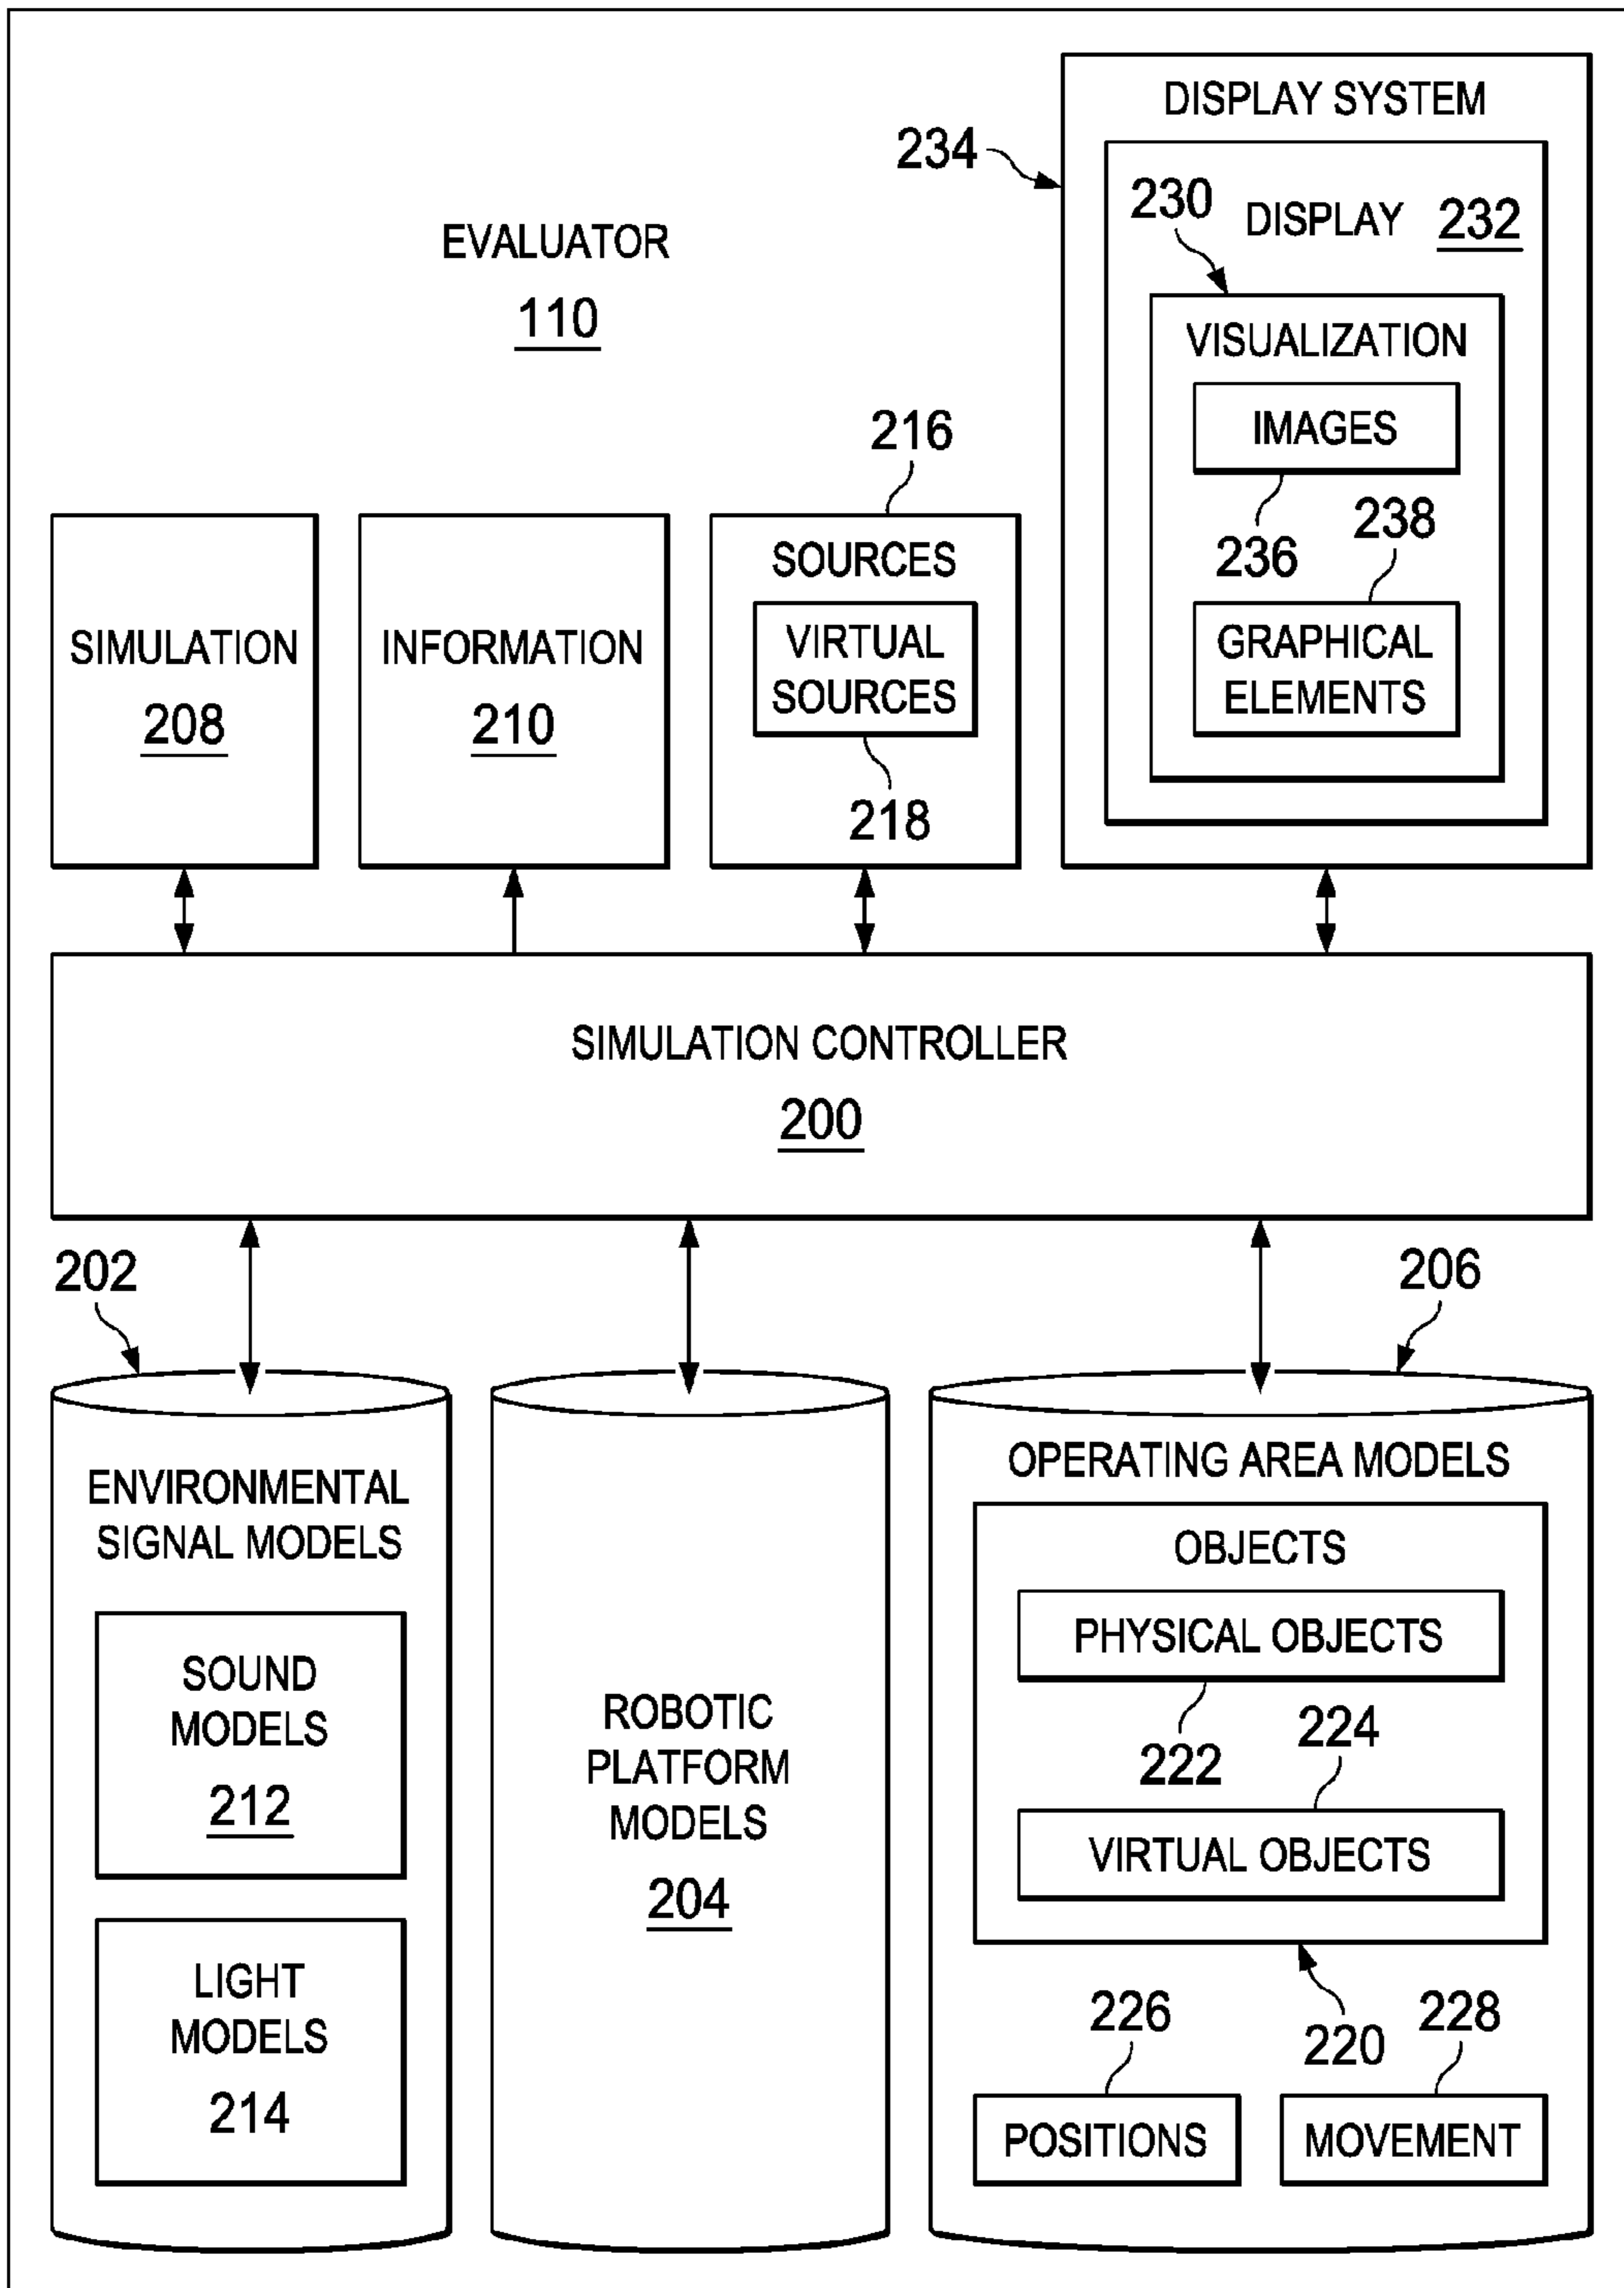 EVALUATOR
110
DISPLAY SYSTEM
234
230
DISPLAY 232
VISUALIZATION
IMAGES
236
238
GRAPHICAL
ELEMENTS
216
SOURCES
VIRTUAL
SOURCES
218
SIMULATION
208
INFORMATION
210
SIMULATION CONTROLLER
200
202
206
ENVIRONMENTAL
SIGNAL MODELS
SOUND
MODELS
212
LIGHT
MODELS
214
ROBOTIC
PLATFORM
MODELS
204
OPERATING AREA MODELS
OBJECTS
PHYSICAL OBJECTS
222
224
VIRTUAL OBJECTS
220
226
228
POSITIONS
MOVEMENT